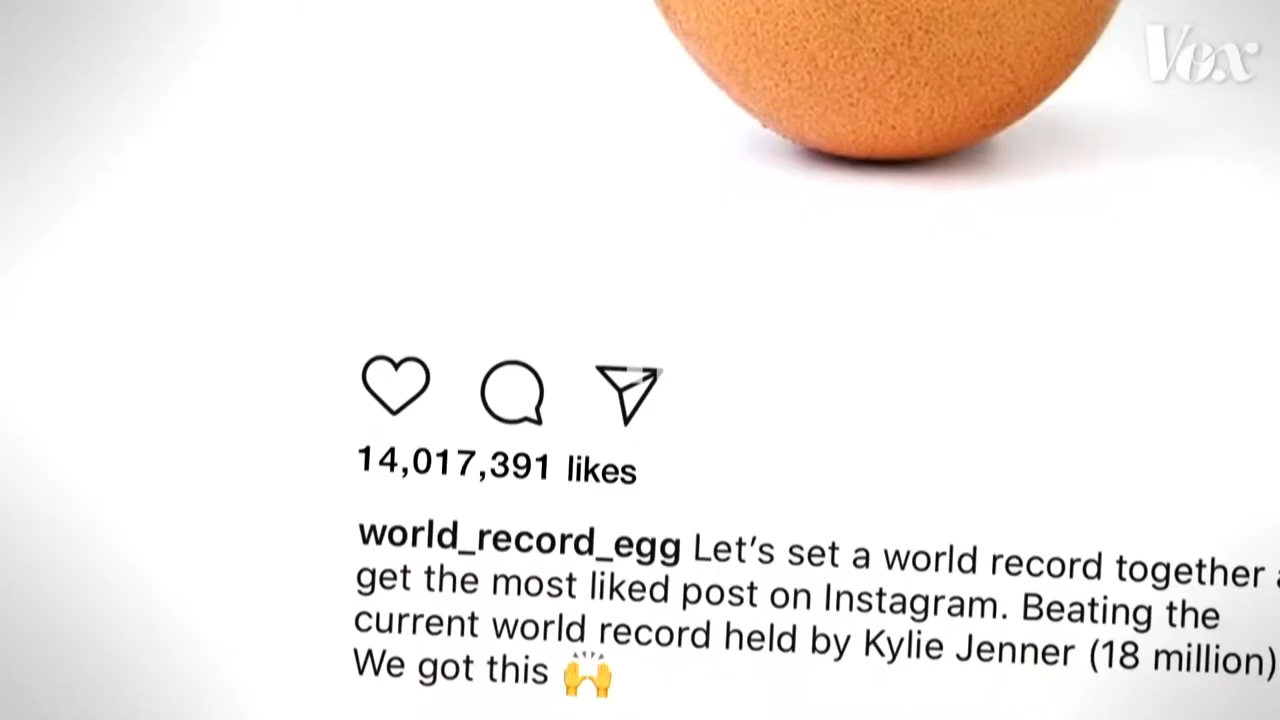 Vox
14,017,391 likes
world_record_egg Let's set a world record together
get the most liked post on Instagram. Beating the
current world record held by Kylie Jenner (18 million)
We got this 🙌